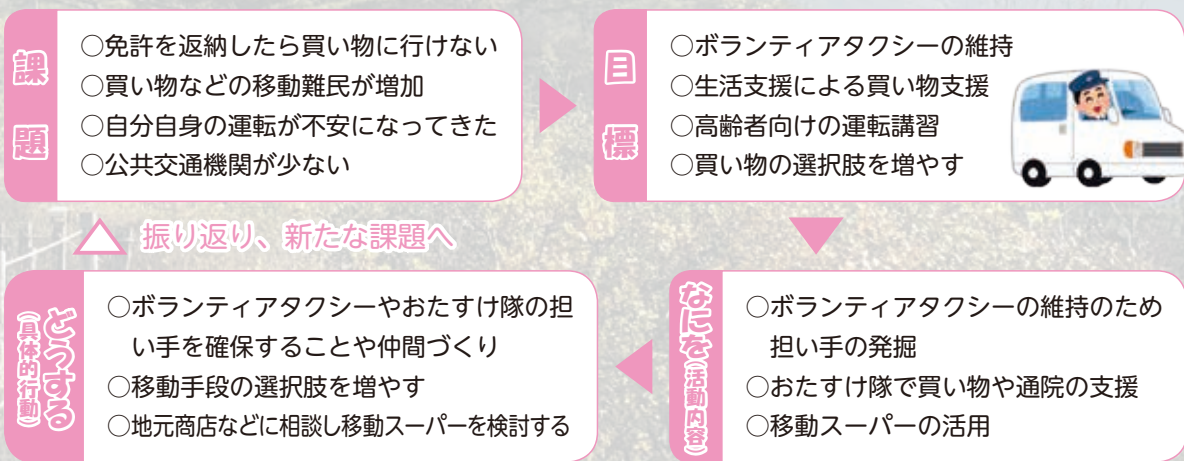 課題
○免許を返納したら買い物に行けない
○買い物などの移動難民が増加
○自分自身の運転が不安になってきた
○公共交通機関が少ない
目標
○ボランティアタクシーの維持
○生活支援による買い物支援
○高齢者向けの運転講習
○買い物の選択肢を増やす
なにを(活動内容)
○ボランティアタクシーの維持のため
担い手の発掘
○おたすけ隊で買い物や通院の支援
○移動スーパーの活用
どうする
(具体的行動)
○ボランティアタクシーやおたすけ隊の担
い手を確保することや仲間づくり
○移動手段の選択肢を増やす
○地元商店などに相談し移動スーパーを検討する
振り返り、新たな課題へ